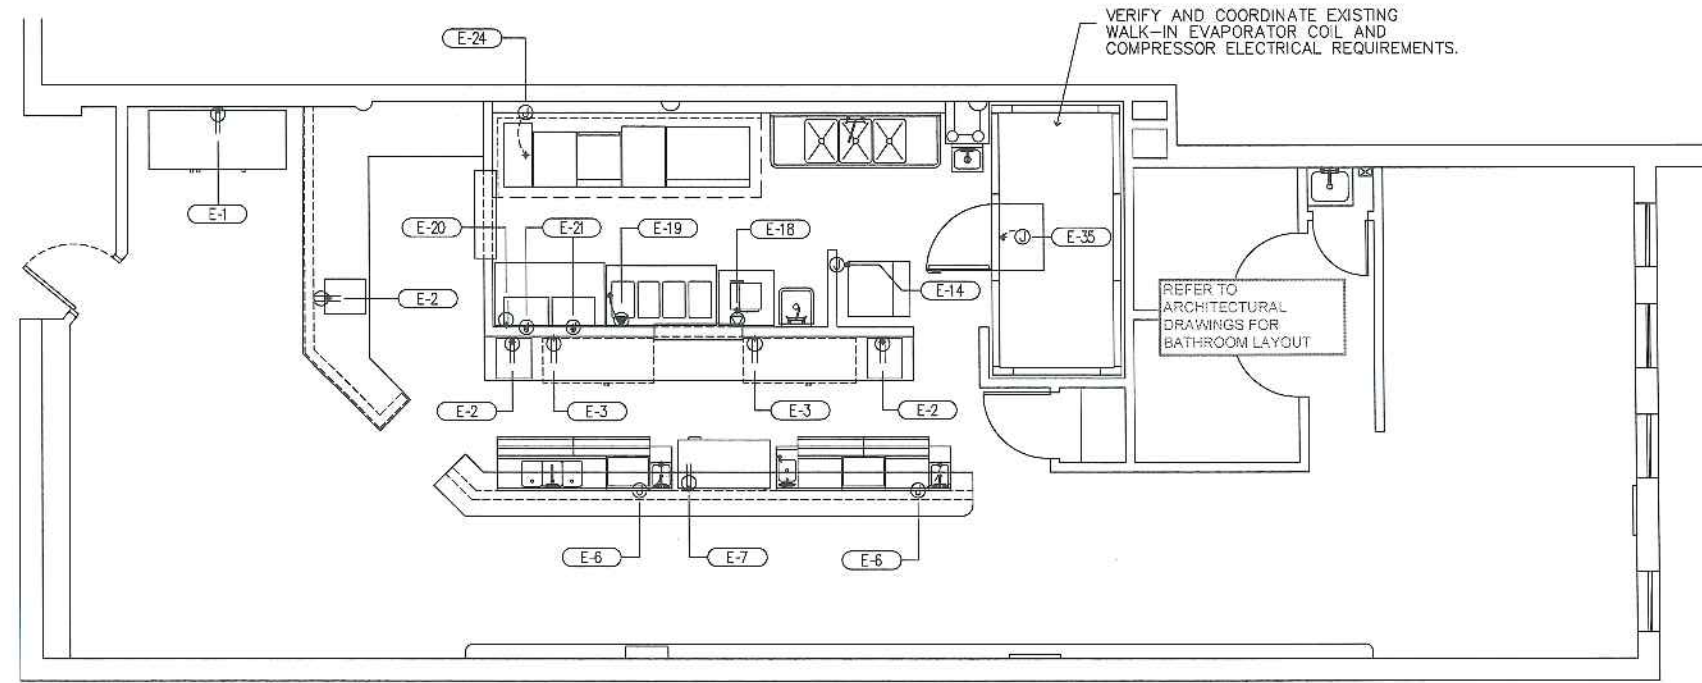 VERIFY AND COORDINATE EXISTING
WALK-IN EVAPORATOR COIL AND
COMPRESSOR ELECTRICAL REQUIREMENTS.
E-24
E-1
E-20
E-21
E-19
E-18
E-35
E-2
E-14
REFER TO
ARCHITECTURAL
DRAWINGS FOR
BATHROOM LAYOUT
E-2
E-3
E-3
E-2
E-6
E-7
E-6